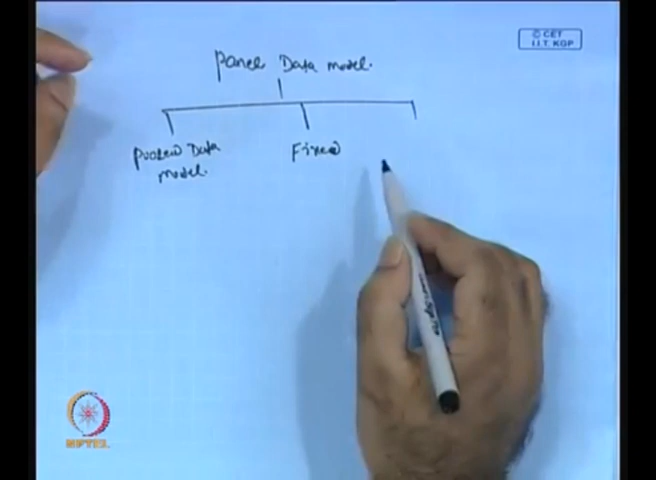 © CET
I.I.T. KGP
Panel Data model.
Pooled Data
model.
Fixed
NPTEL